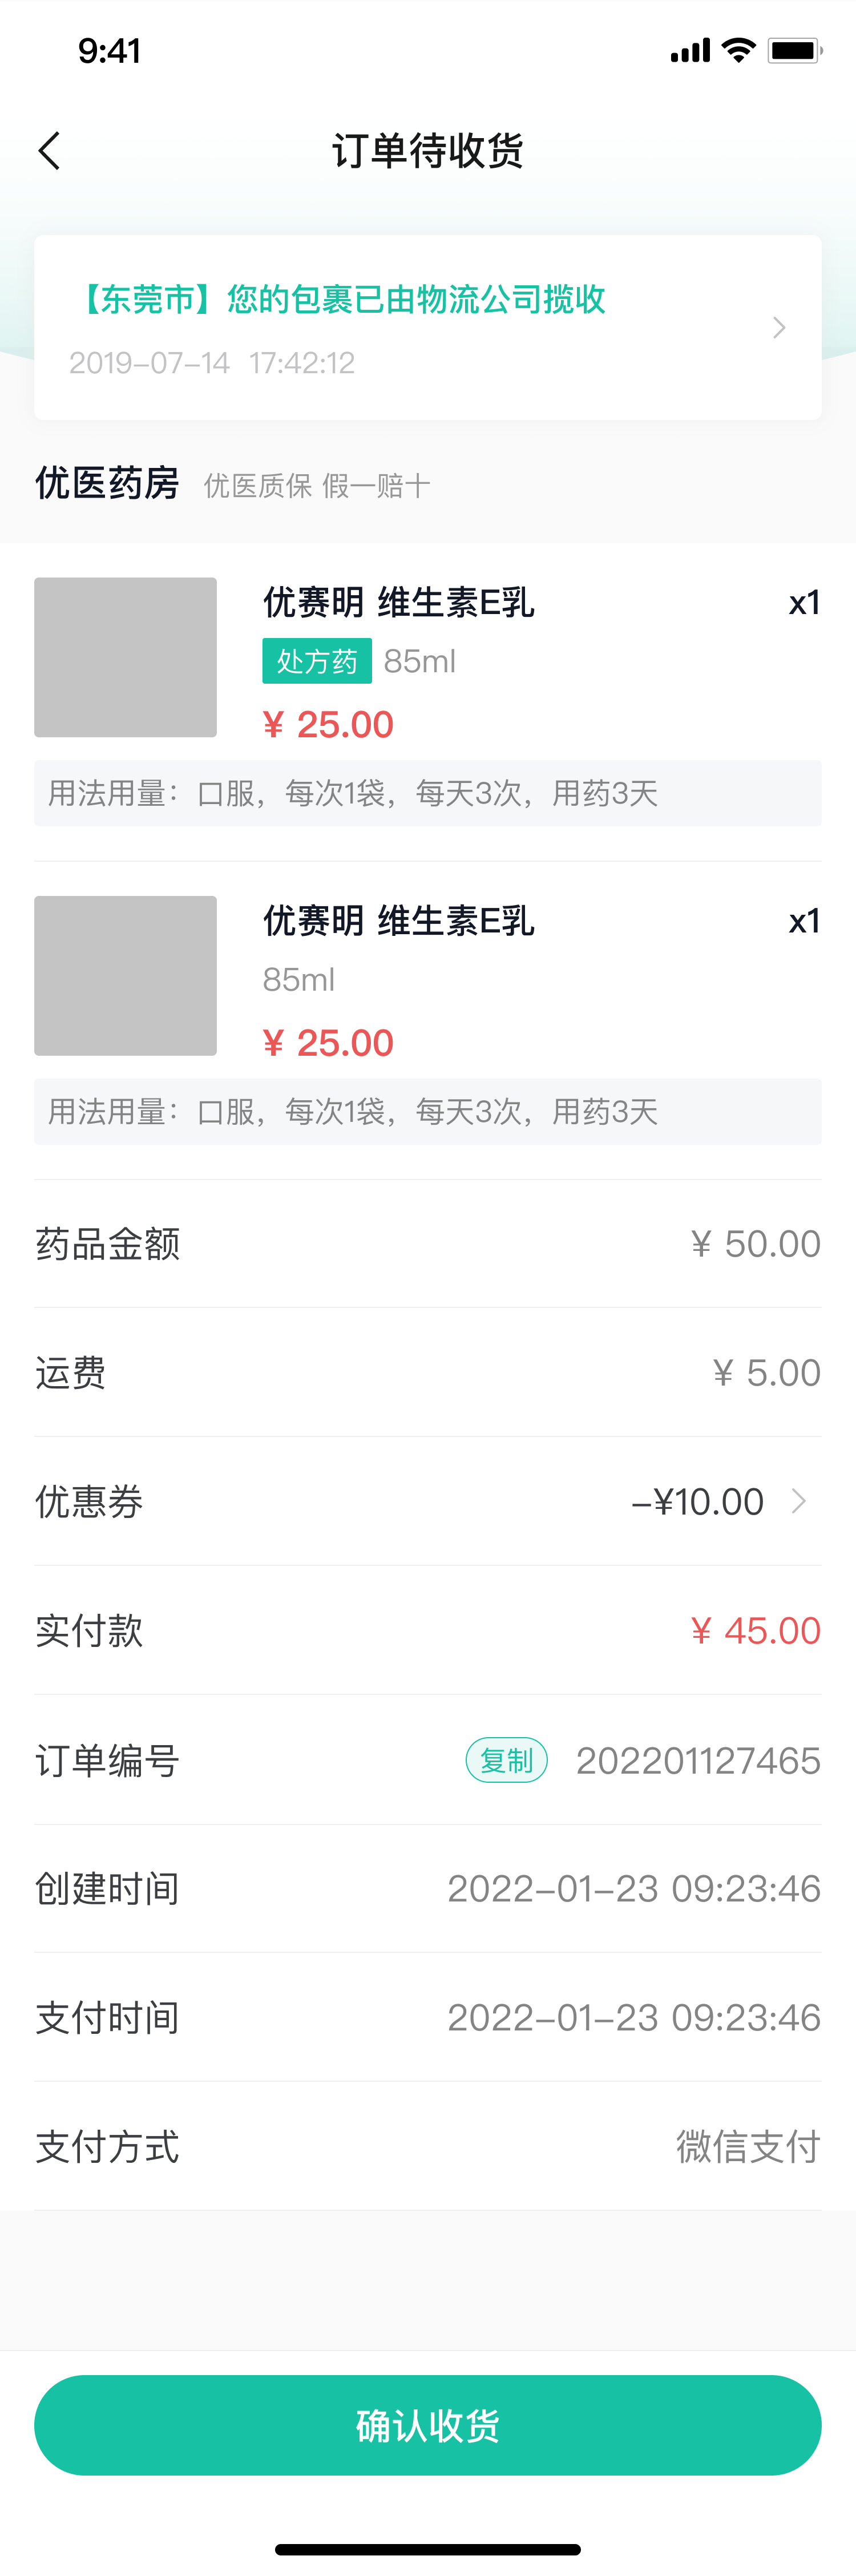 9:41
订单待收货
【东莞市】您的包裹已由物流公司揽收
2019-07-14 17:42:12
优医药房 优医质保 假一赔十
优赛明 维生素E乳 x1
处方药 85ml
¥ 25.00
用法用量：口服，每次1袋，每天3次，用药3天
优赛明 维生素E乳 x1
85ml
¥ 25.00
用法用量：口服，每次1袋，每天3次，用药3天
药品金额 ¥ 50.00
运费 ¥ 5.00
优惠券 -¥10.00
实付款 ¥ 45.00
订单编号 复制 202201127465
创建时间 2022-01-23 09:23:46
支付时间 2022-01-23 09:23:46
支付方式 微信支付
确认收货